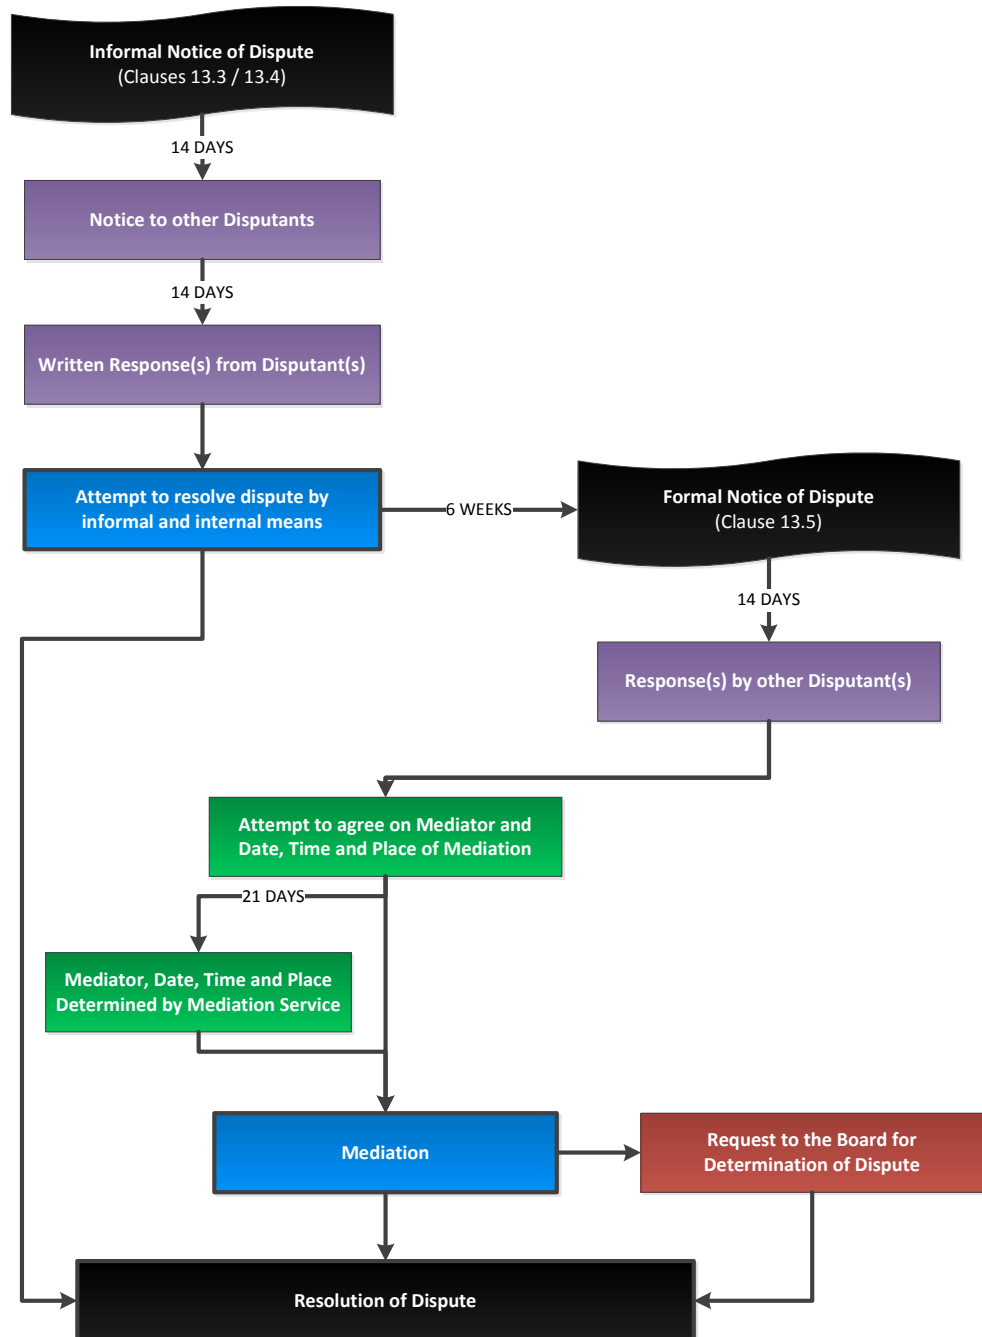 Informal Notice of Dispute
(Clauses 13.3 / 13.4)
14 DAYS
Notice to other Disputants
14 DAYS
Written Response(s) from Disputant(s)
Attempt to resolve dispute by
informal and internal means
6 WEEKS
Formal Notice of Dispute
(Clause 13.5)
14 DAYS
Response(s) by other Disputant(s)
Attempt to agree on Mediator and
Date, Time and Place of Mediation
21 DAYS
Mediator, Date, Time and Place
Determined by Mediation Service
Mediation
Request to the Board for
Determination of Dispute
Resolution of Dispute